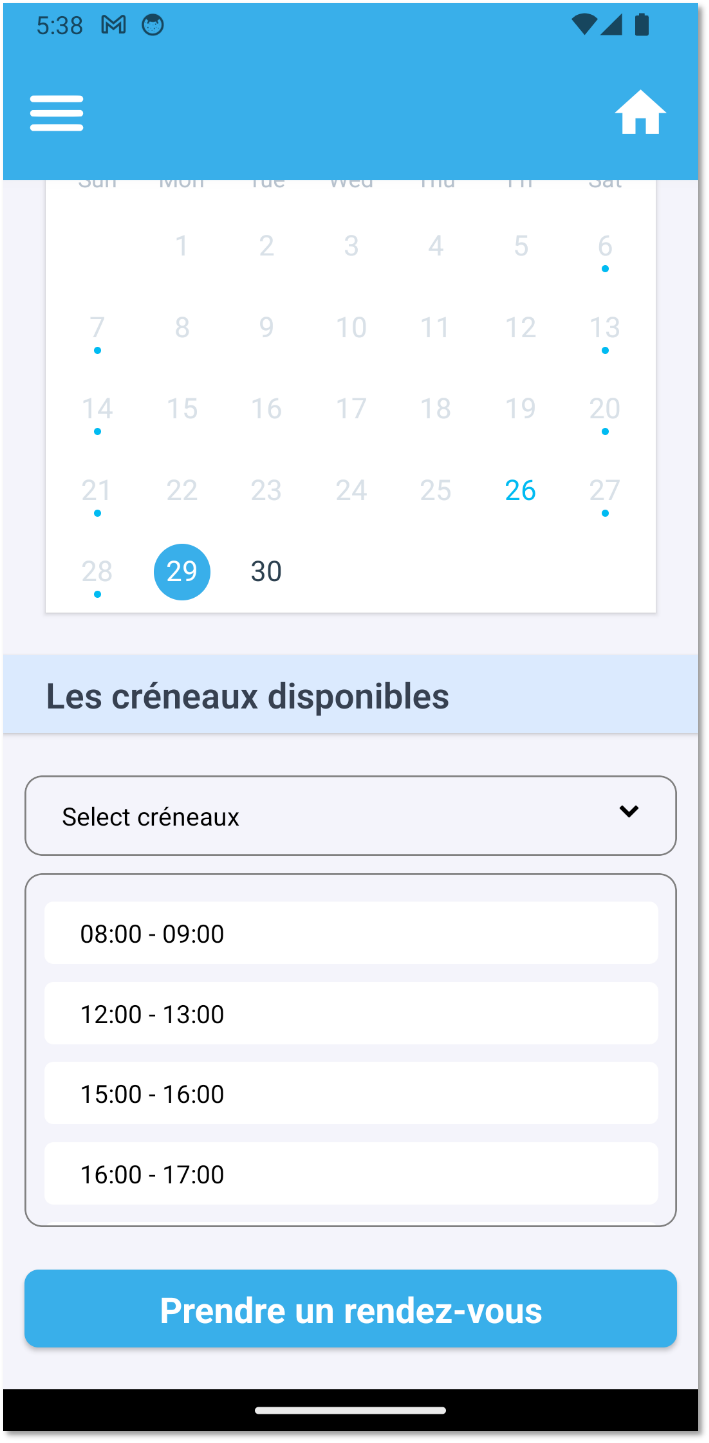 5:38
Sun Mon Tue Wed Thu Fri Sat
1 2 3 4 5 6
7 8 9 10 11 12 13
14 15 16 17 18 19 20
21 22 23 24 25 26 27
28 29 30
Les créneaux disponibles
Select créneaux
08:00 - 09:00
12:00 - 13:00
15:00 - 16:00
16:00 - 17:00
Prendre un rendez-vous